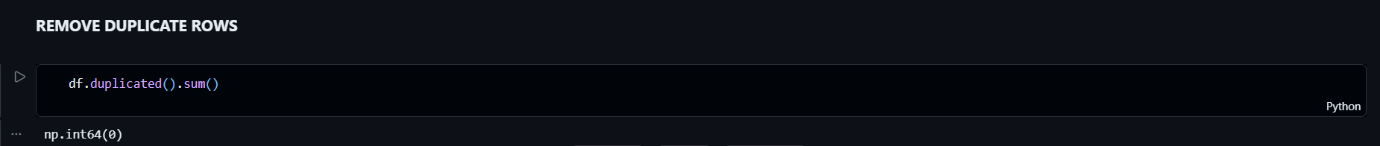 REMOVE DUPLICATE ROWS
df.duplicated().sum()
Python
np.int64(0)